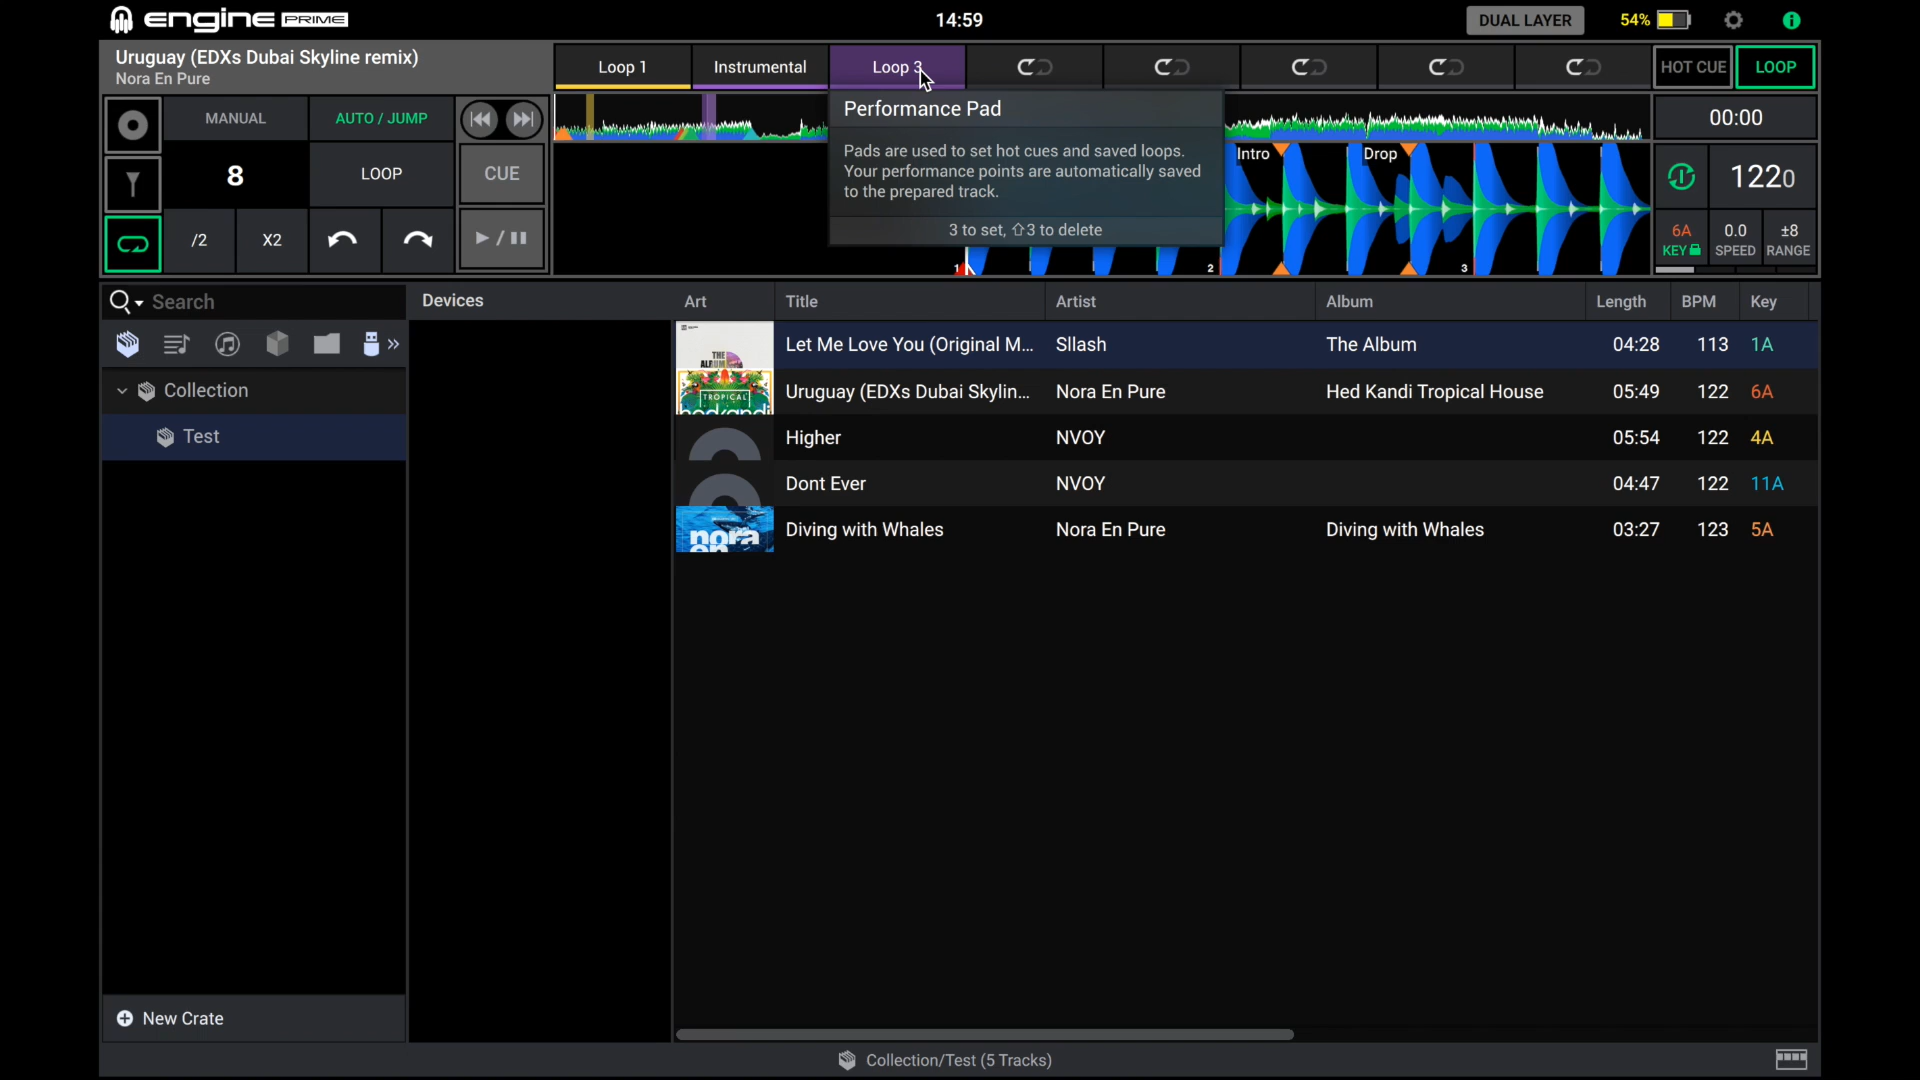 engine PRIME
14:59
DUAL LAYER
54%
Uruguay (EDXs Dubai Skyline remix)
Nora En Pure
Loop 1
Instrumental
Loop 3
HOT CUE
LOOP
MANUAL
AUTO / JUMP
8
LOOP
CUE
/2
X2
Performance Pad
Pads are used to set hot cues and saved loops.
Your performance points are automatically saved
to the prepared track.
3 to set, ⇧3 to delete
Intro
Drop
1
2
3
00:00
1220
6A
KEY
0.0
SPEED
±8
RANGE
Search
Devices
Art
Title
Artist
Album
Length
BPM
Key
Collection
Test
THE
ALBUM
Let Me Love You (Original M...
Sllash
The Album
04:28
113
1A
TROPICAL
hedkandi
Uruguay (EDXs Dubai Skylin...
Nora En Pure
Hed Kandi Tropical House
05:49
122
6A
Higher
NVOY
05:54
122
4A
Dont Ever
NVOY
04:47
122
11A
nora
en
Diving with Whales
Nora En Pure
Diving with Whales
03:27
123
5A
New Crate
Collection/Test (5 Tracks)